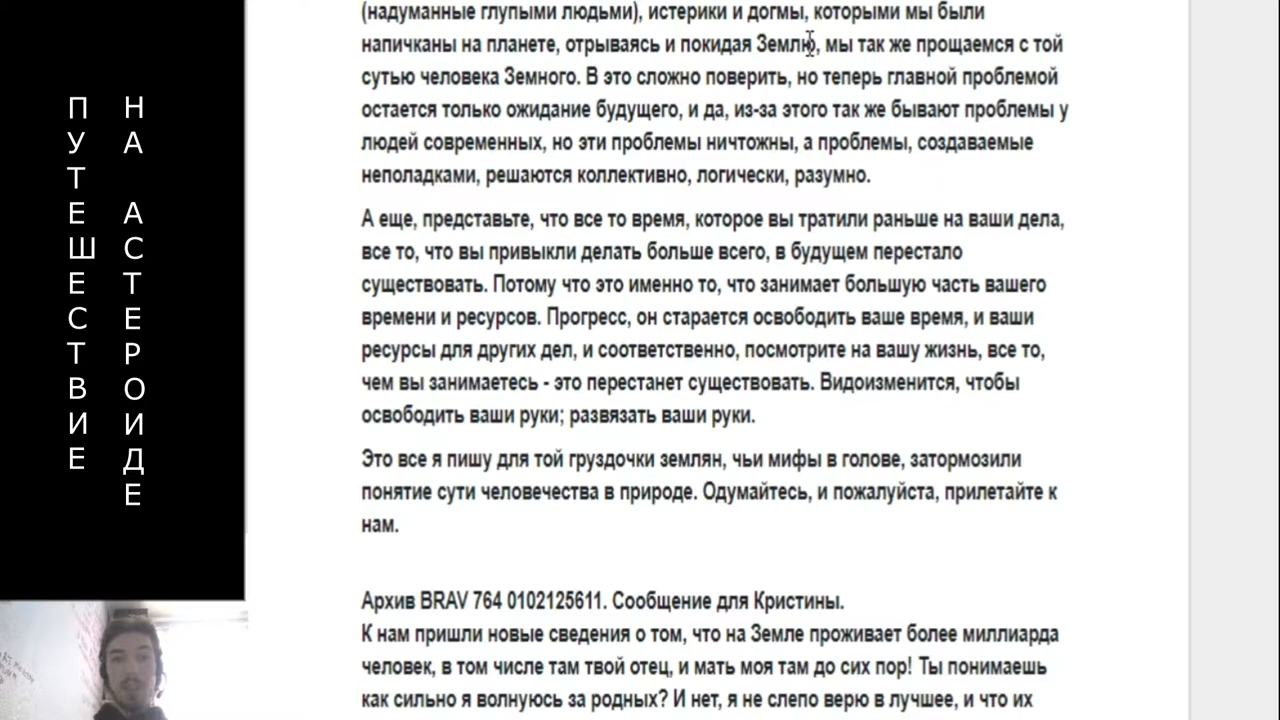 ПУТЕШЕСТВИЕ
НА АСТЕРОИДЕ
(надуманные глупыми людьми), истерики и догмы, которыми мы были
напичканы на планете, отрываясь и покидая Землю, мы так же прощаемся с той
сутью человека Земного. В это сложно поверить, но теперь главной проблемой
остается только ожидание будущего, и да, из-за этого так же бывают проблемы у
людей современных, но эти проблемы ничтожны, а проблемы, создаваемые
неполадками, решаются коллективно, логически, разумно.
А еще, представьте, что все то время, которое вы тратили раньше на ваши дела,
все то, что вы привыкли делать больше всего, в будущем перестало
существовать. Потому что это именно то, что занимает большую часть вашего
времени и ресурсов. Прогресс, он старается освободить ваше время, и ваши
ресурсы для других дел, и соответственно, посмотрите на вашу жизнь, все то,
чем вы занимаетесь - это перестанет существовать. Видоизменится, чтобы
освободить ваши руки; развязать ваши руки.
Это все я пишу для той груздочки землян, чьи мифы в голове, затормозили
понятие сути человечества в природе. Одумайтесь, и пожалуйста, прилетайте к
нам.
Архив BRAV 764 0102125611. Сообщение для Кристины.
К нам пришли новые сведения о том, что на Земле проживает более миллиарда
человек, в том числе там твой отец, и мать моя там до сих пор! Ты понимаешь
как сильно я волнуюсь за родных? И нет, я не слепо верю в лучшее, и что их